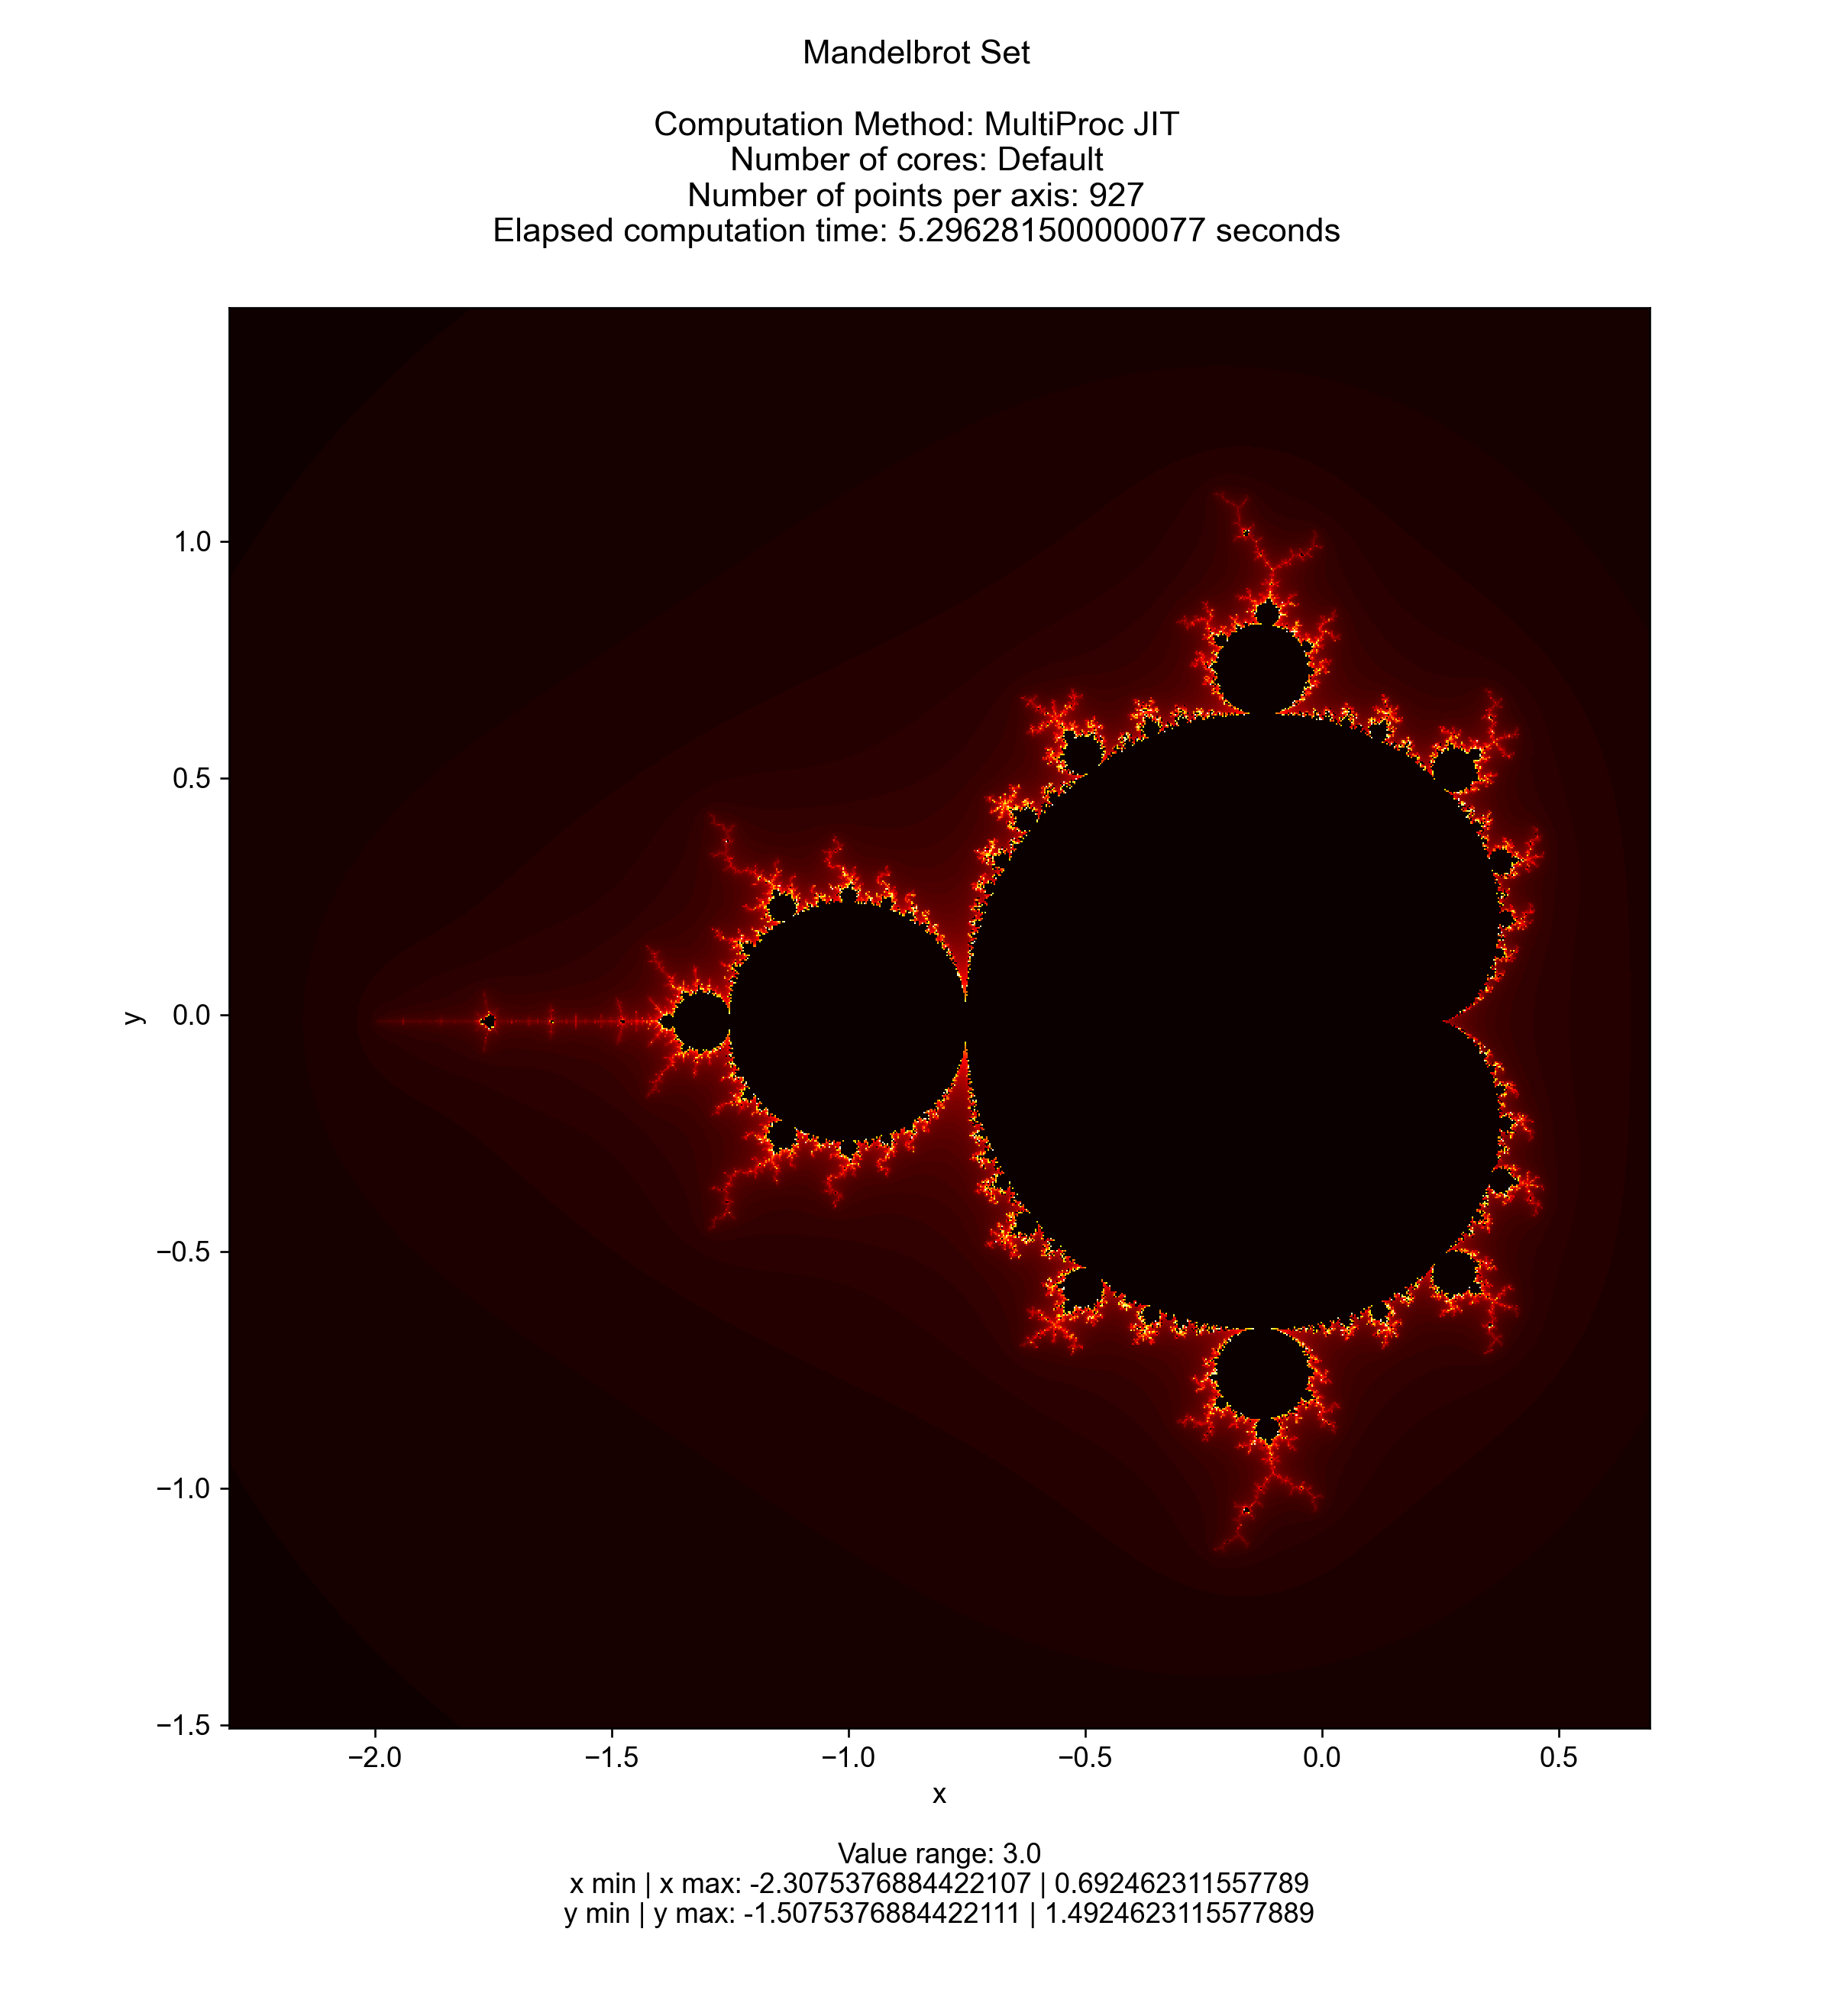 Mandelbrot Set
Computation Method: MultiProc JIT
Number of cores: Default
Number of points per axis: 927
Elapsed computation time: 5.296281500000077 seconds
1.0
0.5
0.0
−0.5
−1.0
−1.5
y
−2.0
−1.5
−1.0
−0.5
0.0
0.5
x
Value range: 3.0
x min | x max: -2.3075376884422107 | 0.692462311557789
y min | y max: -1.5075376884422111 | 1.4924623115577889